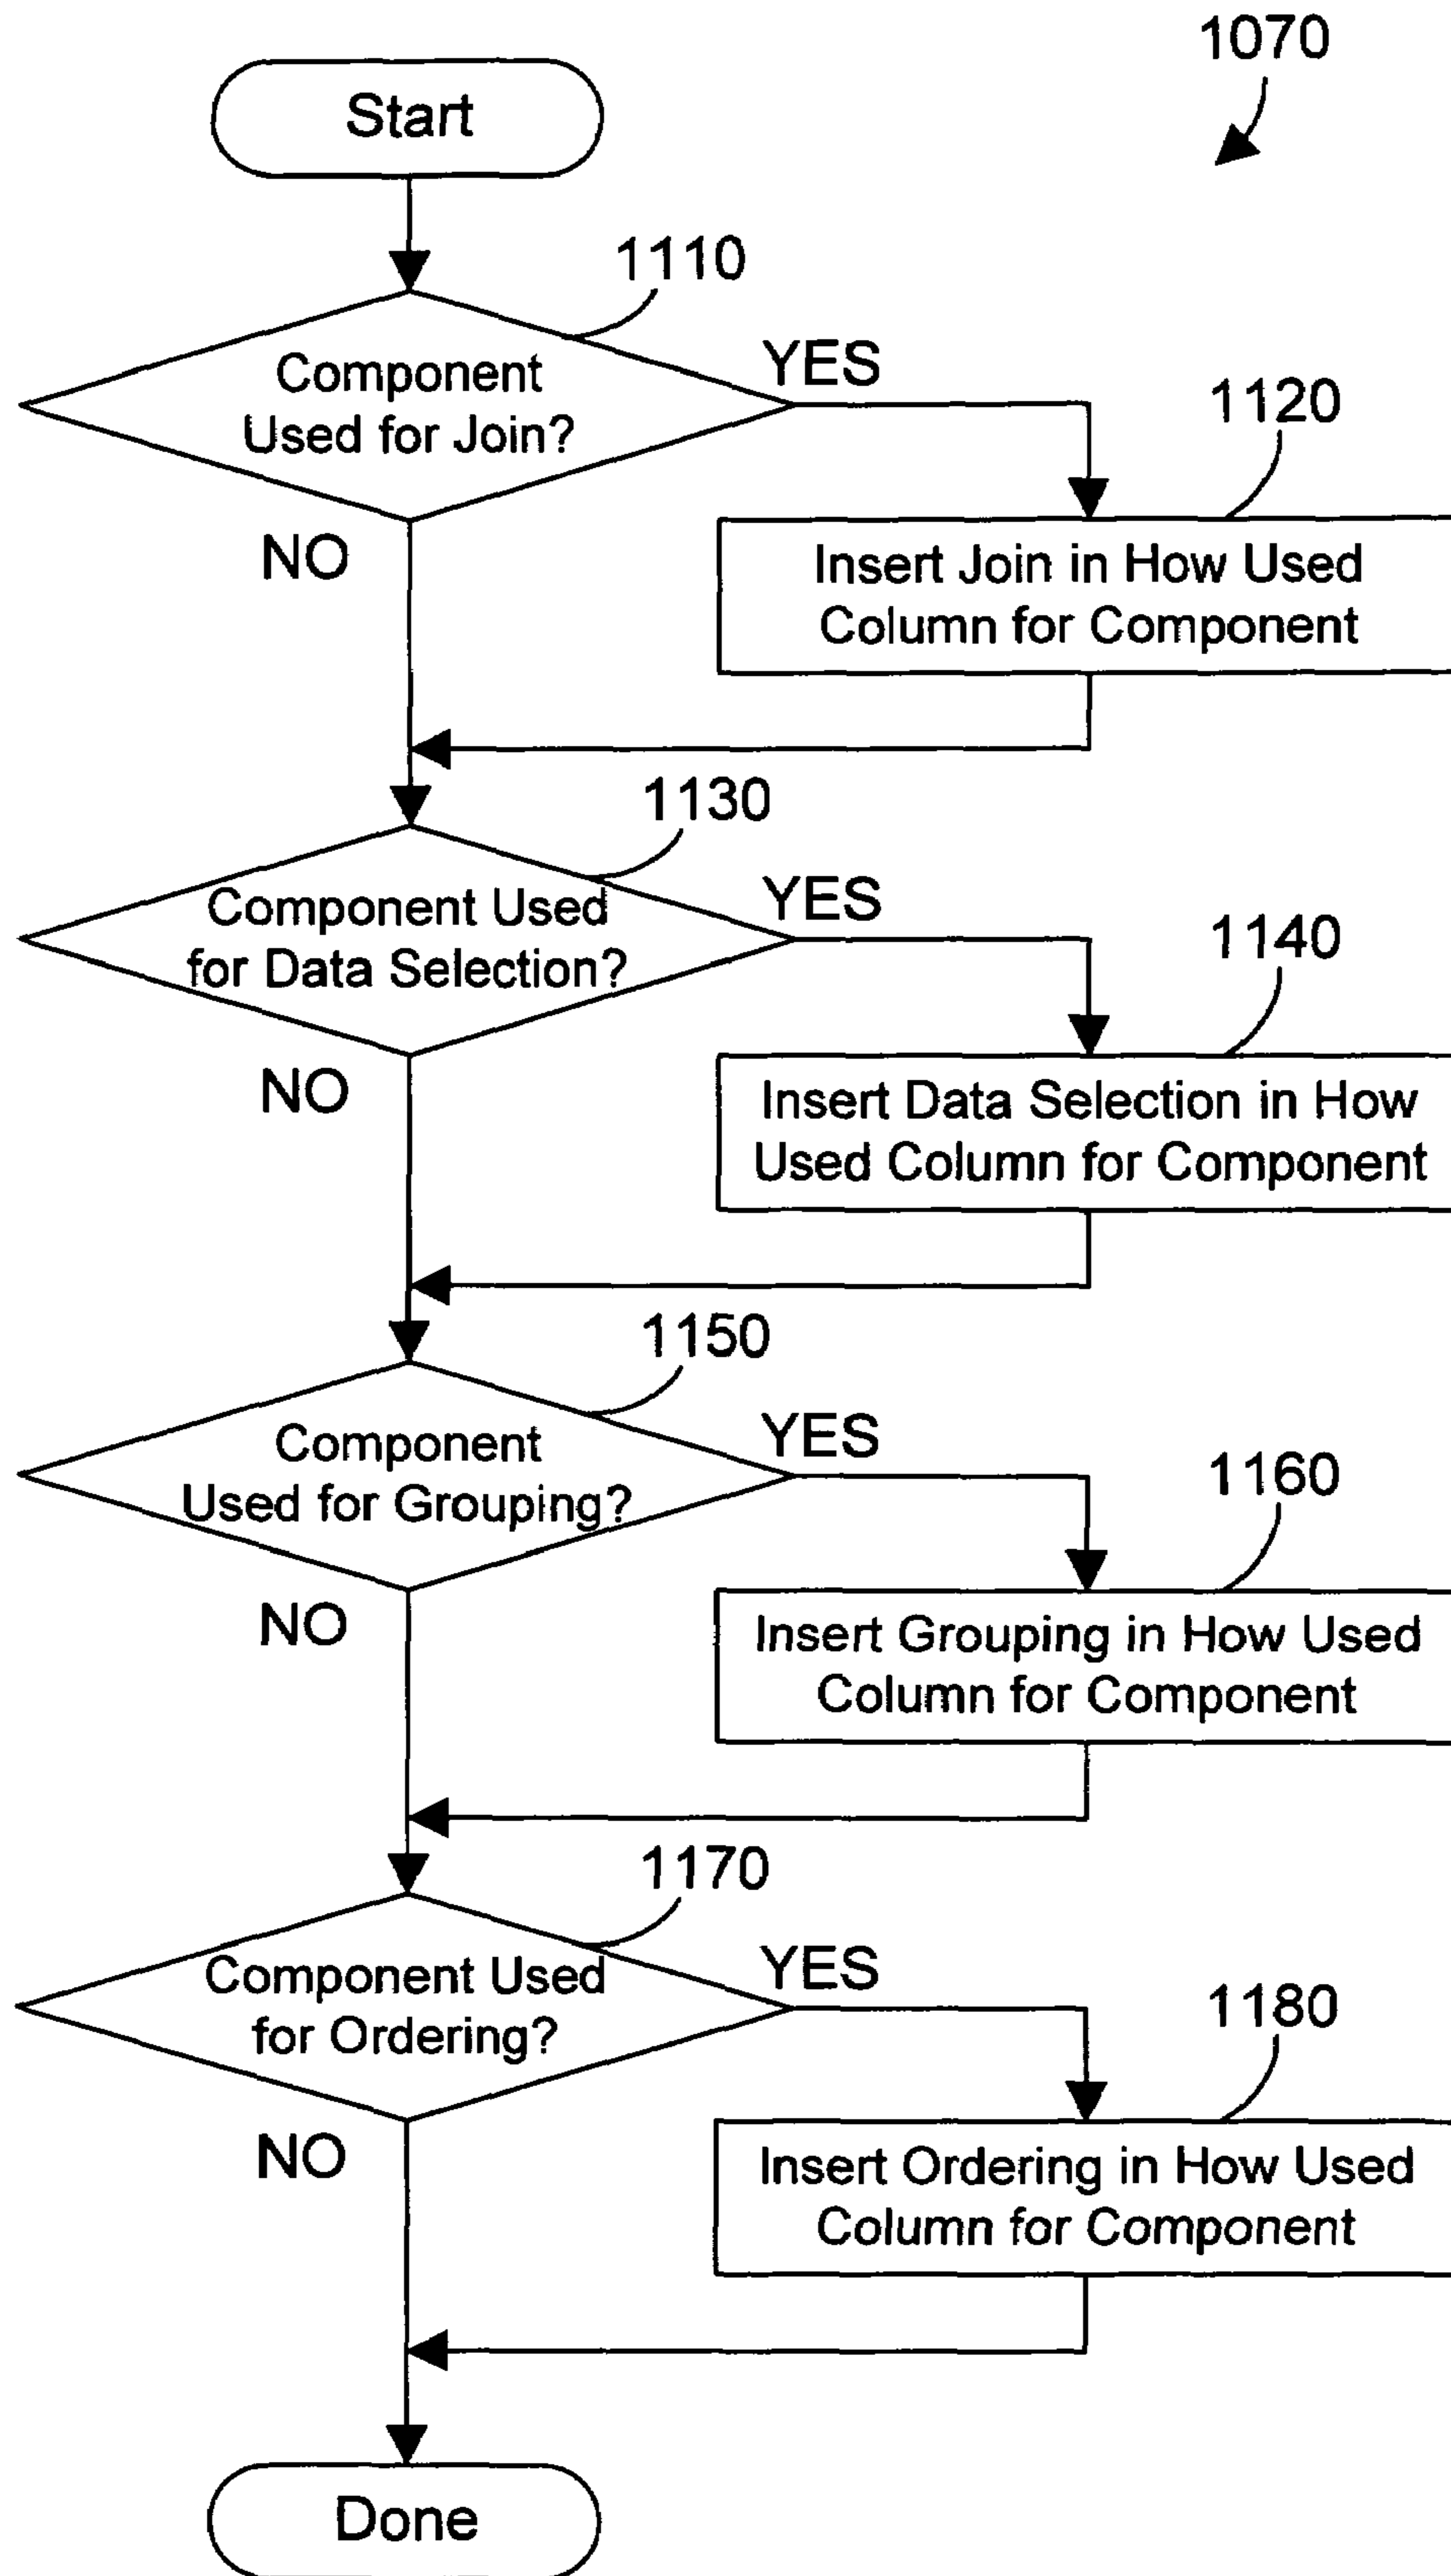 1070
Start
1110
Component
Used for Join?
YES
NO
1120
Insert Join in How Used
Column for Component
1130
Component Used
for Data Selection?
YES
NO
1140
Insert Data Selection in How
Used Column for Component
1150
Component
Used for Grouping?
YES
NO
1160
Insert Grouping in How Used
Column for Component
1170
Component Used
for Ordering?
YES
NO
1180
Insert Ordering in How Used
Column for Component
Done